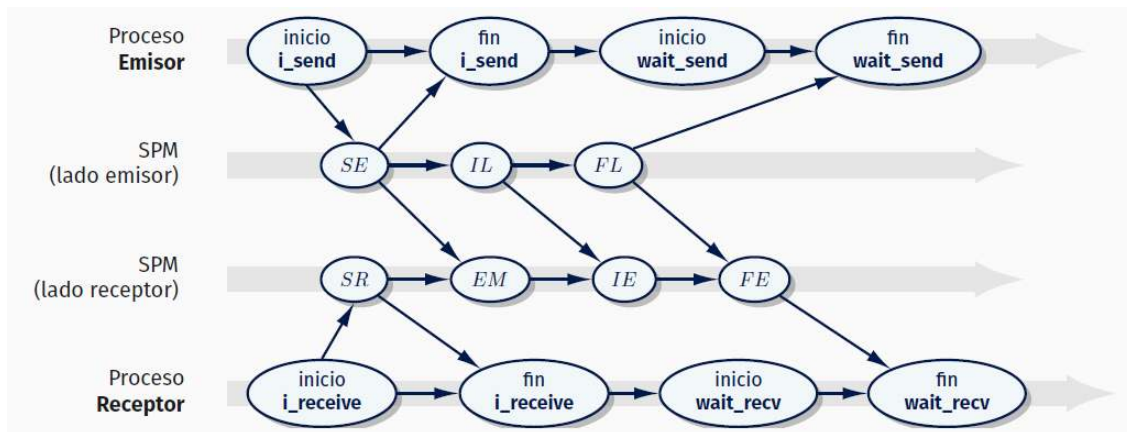 Proceso
Emisor
inicio
i_send
fin
i_send
inicio
wait_send
fin
wait_send
SPM
(lado emisor)
SE
IL
FL
SPM
(lado receptor)
SR
EM
IE
FE
Proceso
Receptor
inicio
i_receive
fin
i_receive
inicio
wait_recv
fin
wait_recv